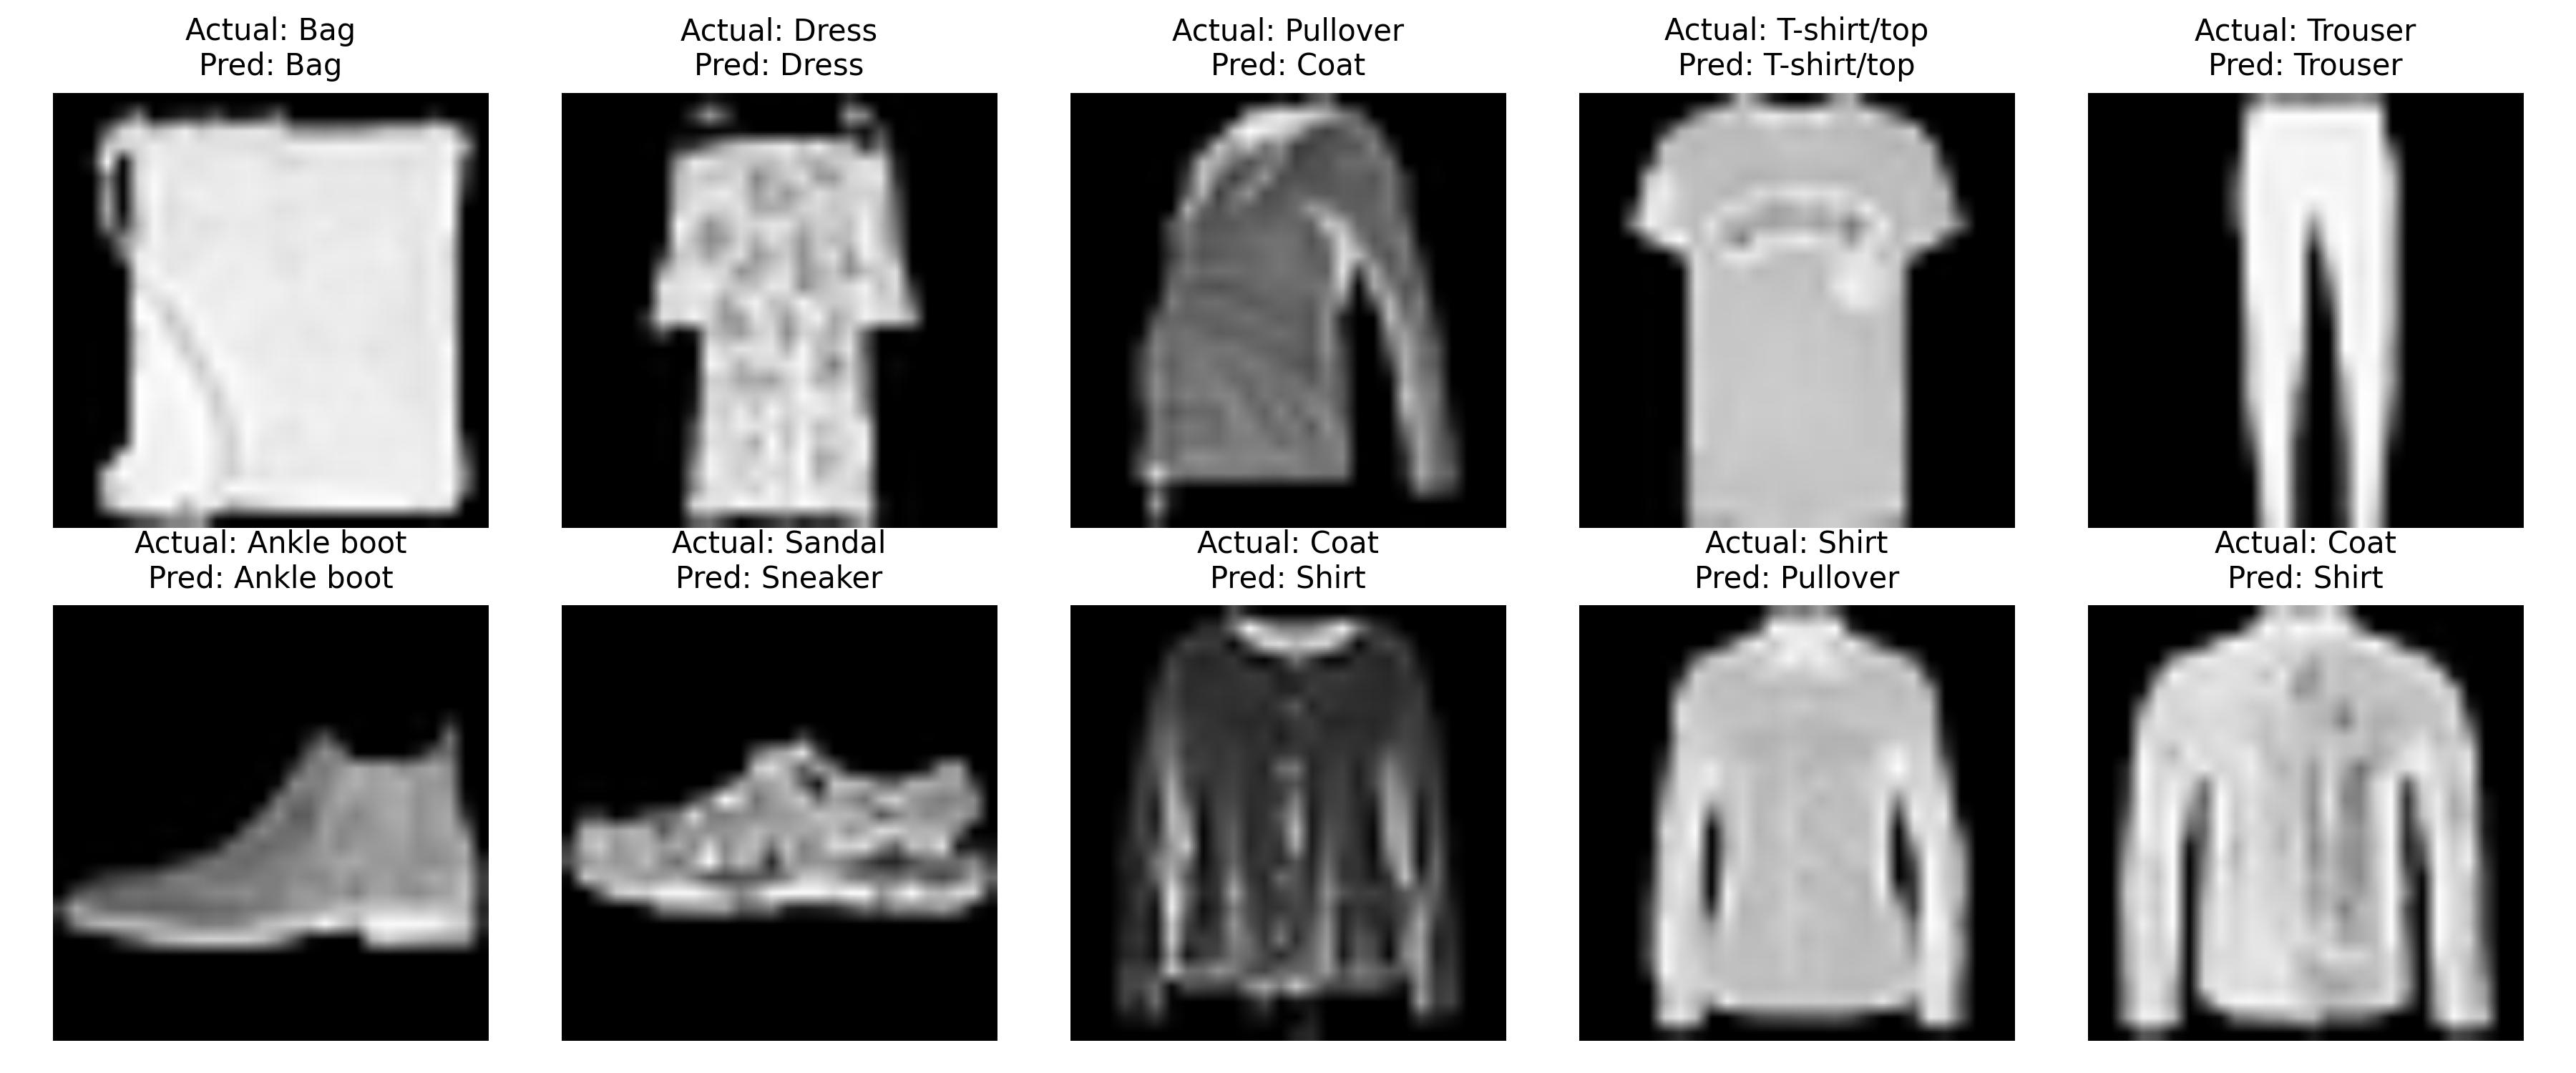 Actual: Bag
Pred: Bag
Actual: Dress
Pred: Dress
Actual: Pullover
Pred: Coat
Actual: T-shirt/top
Pred: T-shirt/top
Actual: Trouser
Pred: Trouser
Actual: Ankle boot
Pred: Ankle boot
Actual: Sandal
Pred: Sneaker
Actual: Coat
Pred: Shirt
Actual: Shirt
Pred: Pullover
Actual: Coat
Pred: Shirt